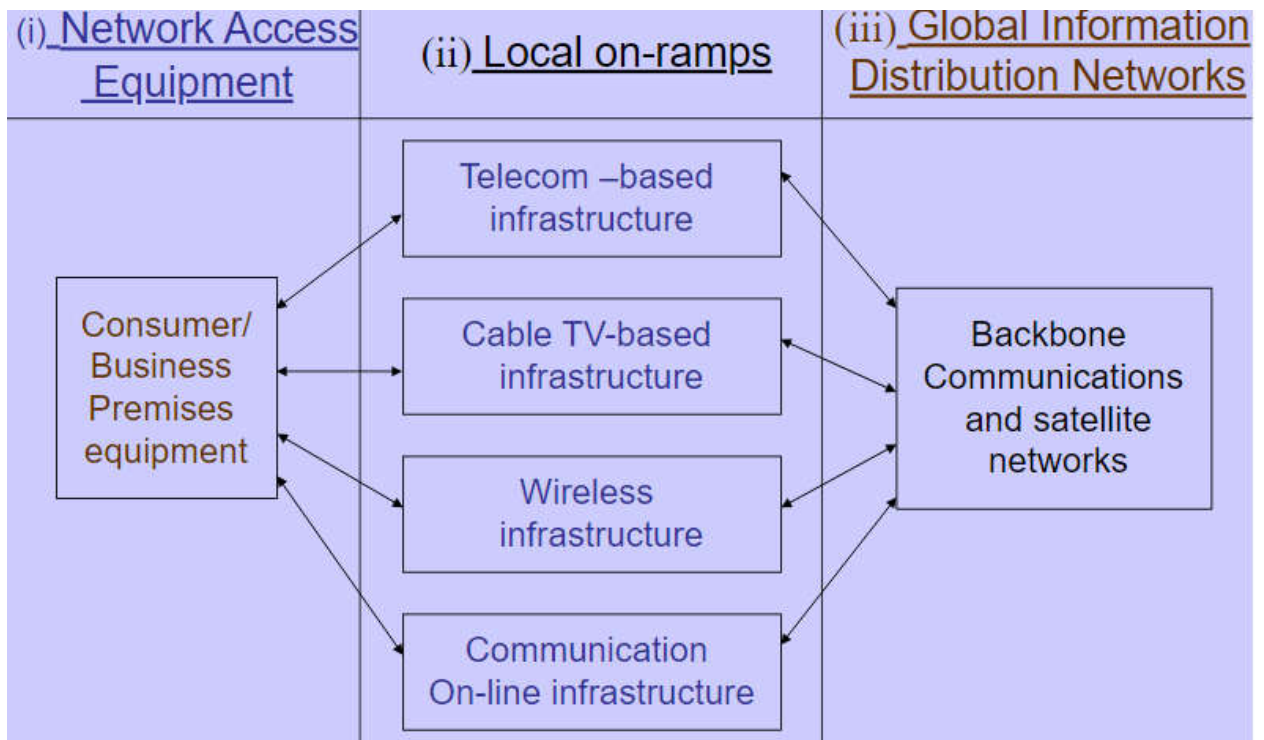 (i) Network Access
Equipment
(ii) Local on-ramps
(iii) Global Information
Distribution Networks
Consumer/
Business
Premises
equipment
Telecom –based
infrastructure
Cable TV-based
infrastructure
Wireless
infrastructure
Communication
On-line infrastructure
Backbone
Communications
and satellite
networks